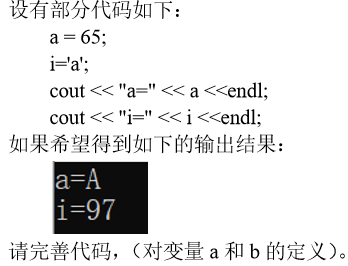 设有部分代码如下：
a = 65;
i='a';
cout << "a=" << a <<endl;
cout << "i=" << i <<endl;
如果希望得到如下的输出结果：
a=A
i=97
请完善代码，（对变量 a 和 b 的定义）。